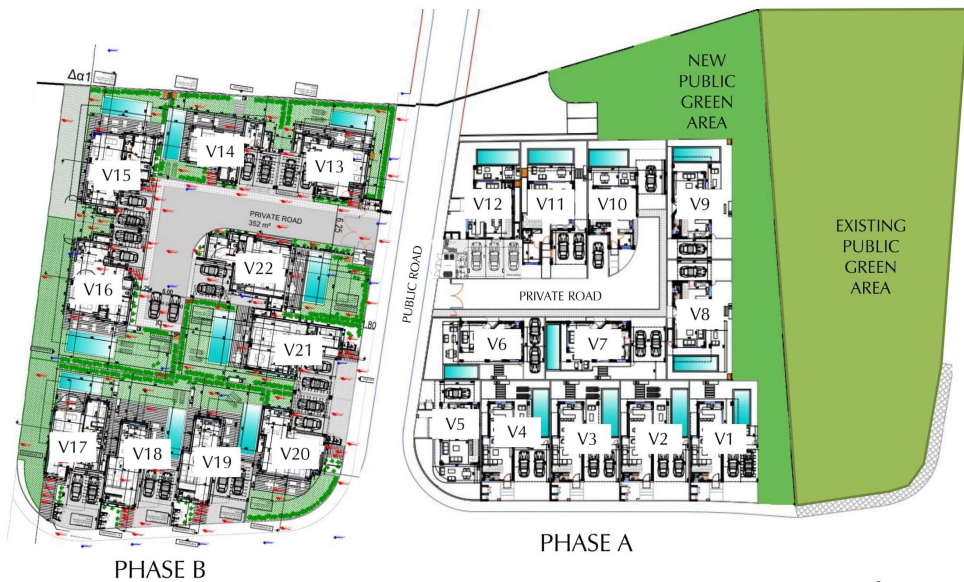 Δα1
V15
V14
V13
PRIVATE ROAD
352 m²
6.25
V22
V16
V21
V17
V18
V19
V20
PHASE B
PUBLIC ROAD
NEW
PUBLIC
GREEN
AREA
EXISTING
PUBLIC
GREEN
AREA
V12
V11
V10
V9
PRIVATE ROAD
V8
V6
V7
V5
V4
V3
V2
V1
PHASE A